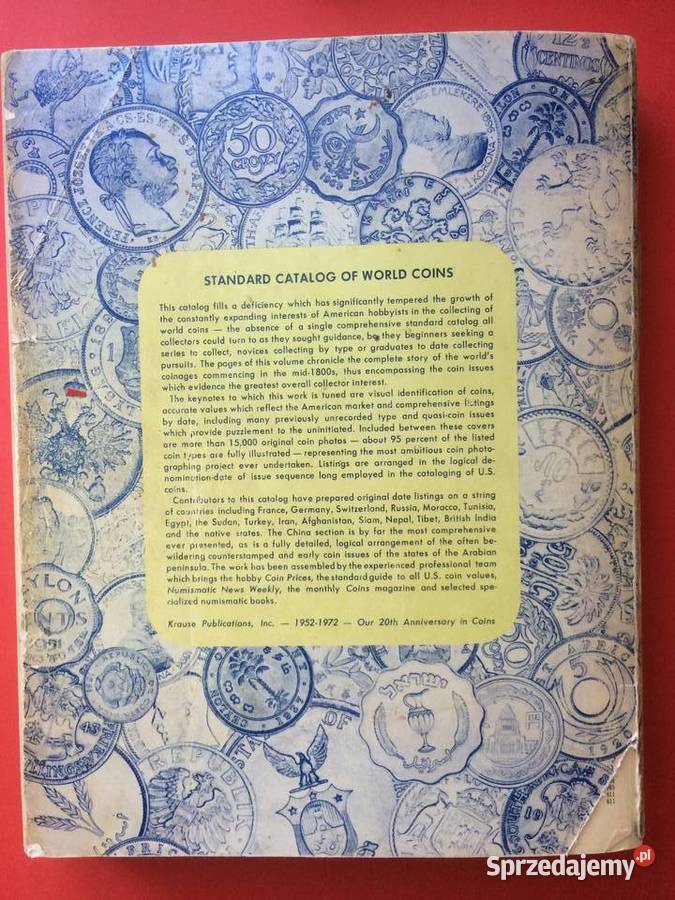 12½
CENTIMOS
CEYLON · ORE
50
GROSZY
STANDARD CATALOG OF WORLD COINS
This catalog fills a deficiency which has significantly tempered the growth of
the constantly expanding interests of American hobbyists in the collecting of
world coins — the absence of a single comprehensive standard catalog all
collectors could turn to as they sought guidance, be they beginners seeking a
series to collect, novices collecting by type or graduates to date collecting
pursuits. The pages of this volume chronicle the complete story of the world's
coinages commencing in the mid-1800s, thus encompassing the coin issues
which evidence the greatest overall collector interest.
The keynotes to which this work is tuned are visual identification of coins,
accurate values which reflect the American market and comprehensive listings
by date, including many previously unrecorded type and quasi-coin issues
which provide puzzlement to the uninitiated. Included between these covers
are more than 15,000 original coin photos — about 95 percent of the listed
coin types are fully illustrated — representing the most ambitious coin photo-
graphing project ever undertaken. Listings are arranged in the logical de-
nomination-date of issue sequence long employed in the cataloging of U.S.
coins.
Contributors to this catalog have prepared original date listings on a string
of countries including France, Germany, Switzerland, Russia, Morocco, Tunisia,
Egypt, the Sudan, Turkey, Iran, Afghanistan, Siam, Nepal, Tibet, British India
and the native states. The China section is by far the most comprehensive
ever presented, as is a fully detailed, logical arrangement of the often be-
wildering counterstamped and early coin issues of the states of the Arabian
peninsula. The work has been assembled by the experienced professional team
which brings the hobby Coin Prices, the standard guide to all U.S. coin values,
Numismatic News Weekly, the monthly Coins magazine and selected spe-
cialized numismatic books.
Krause Publications, Inc. — 1952-1972 — Our 20th Anniversary in Coins
ישראל
REPUBLIK
Sprzedajemy.pl